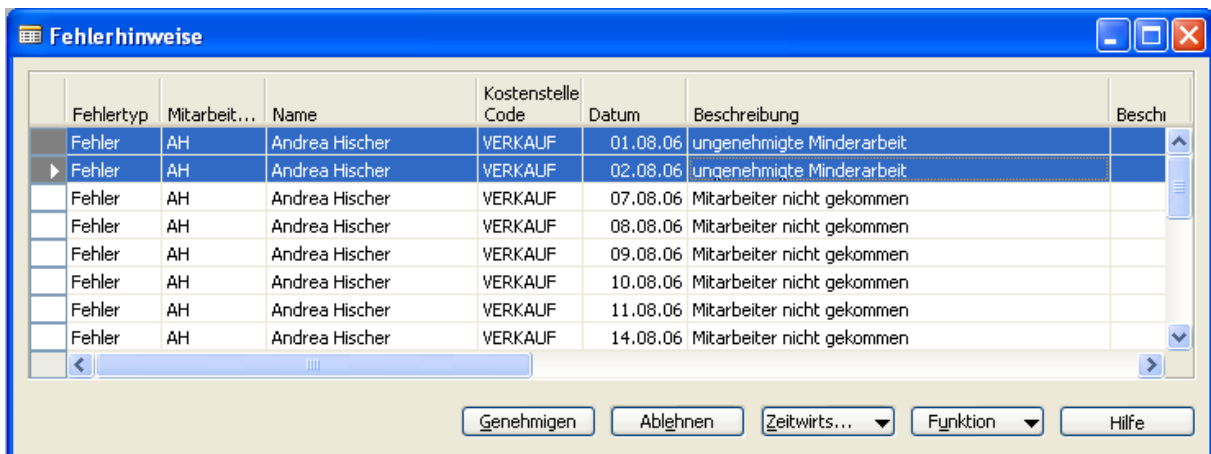 Fehlerhinweise
Fehlertyp Mitarbeit... Name Kostenstelle Code Datum Beschreibung Beschr
Fehler AH Andrea Hischer VERKAUF 01.08.06 ungenehmigte Minderarbeit
Fehler AH Andrea Hischer VERKAUF 02.08.06 ungenehmigte Minderarbeit
Fehler AH Andrea Hischer VERKAUF 07.08.06 Mitarbeiter nicht gekommen
Fehler AH Andrea Hischer VERKAUF 08.08.06 Mitarbeiter nicht gekommen
Fehler AH Andrea Hischer VERKAUF 09.08.06 Mitarbeiter nicht gekommen
Fehler AH Andrea Hischer VERKAUF 10.08.06 Mitarbeiter nicht gekommen
Fehler AH Andrea Hischer VERKAUF 11.08.06 Mitarbeiter nicht gekommen
Fehler AH Andrea Hischer VERKAUF 14.08.06 Mitarbeiter nicht gekommen
Genehmigen Ablehnen Zeitwirts... Funktion Hilfe